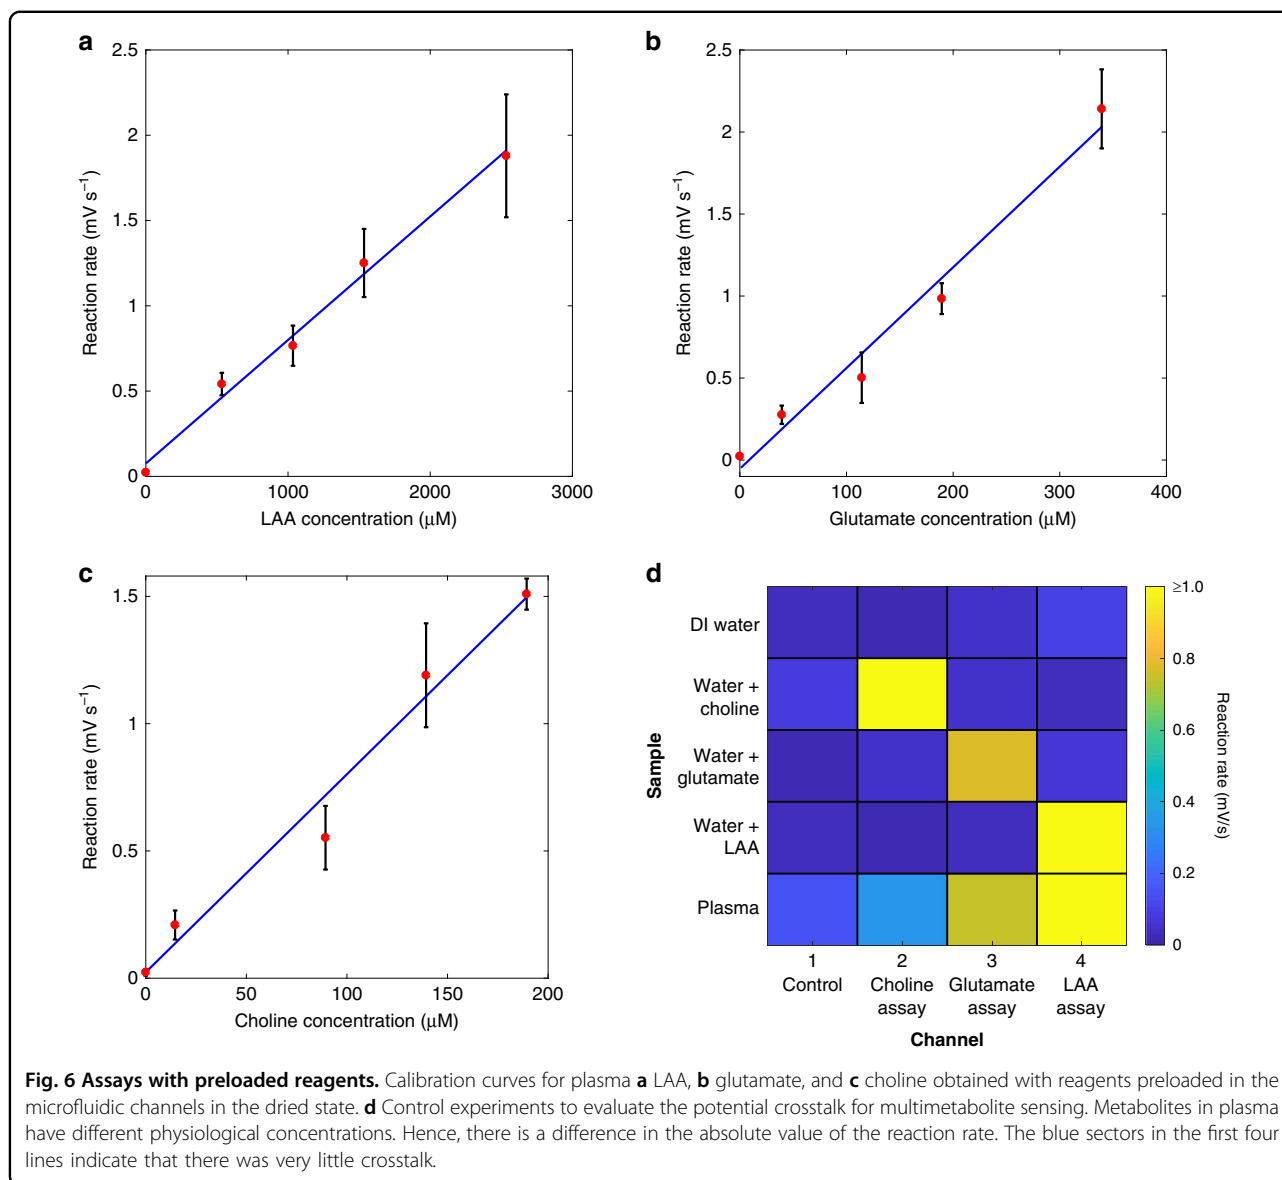 a
2.5
2
1.5
1
0.5
0
Reaction rate (mV s⁻¹)
0 1000 2000 3000
LAA concentration (μM)
b
2.5
2
1.5
1
0.5
0
Reaction rate (mV s⁻¹)
0 100 200 300 400
Glutamate concentration (μM)
c
1.5
1
0.5
0
Reaction rate (mV s⁻¹)
0 50 100 150 200
Choline concentration (μM)
d
Sample
DI water
Water +
choline
Water +
glutamate
Water +
LAA
Plasma
1 2 3 4
Control Choline Glutamate LAA
assay assay assay
Channel
≥1.0
0.8
0.6
0.4
0.2
0
Reaction rate (mV/s)
Fig. 6 Assays with preloaded reagents. Calibration curves for plasma a LAA, b glutamate, and c choline obtained with reagents preloaded in the
microfluidic channels in the dried state. d Control experiments to evaluate the potential crosstalk for multimetabolite sensing. Metabolites in plasma
have different physiological concentrations. Hence, there is a difference in the absolute value of the reaction rate. The blue sectors in the first four
lines indicate that there was very little crosstalk.